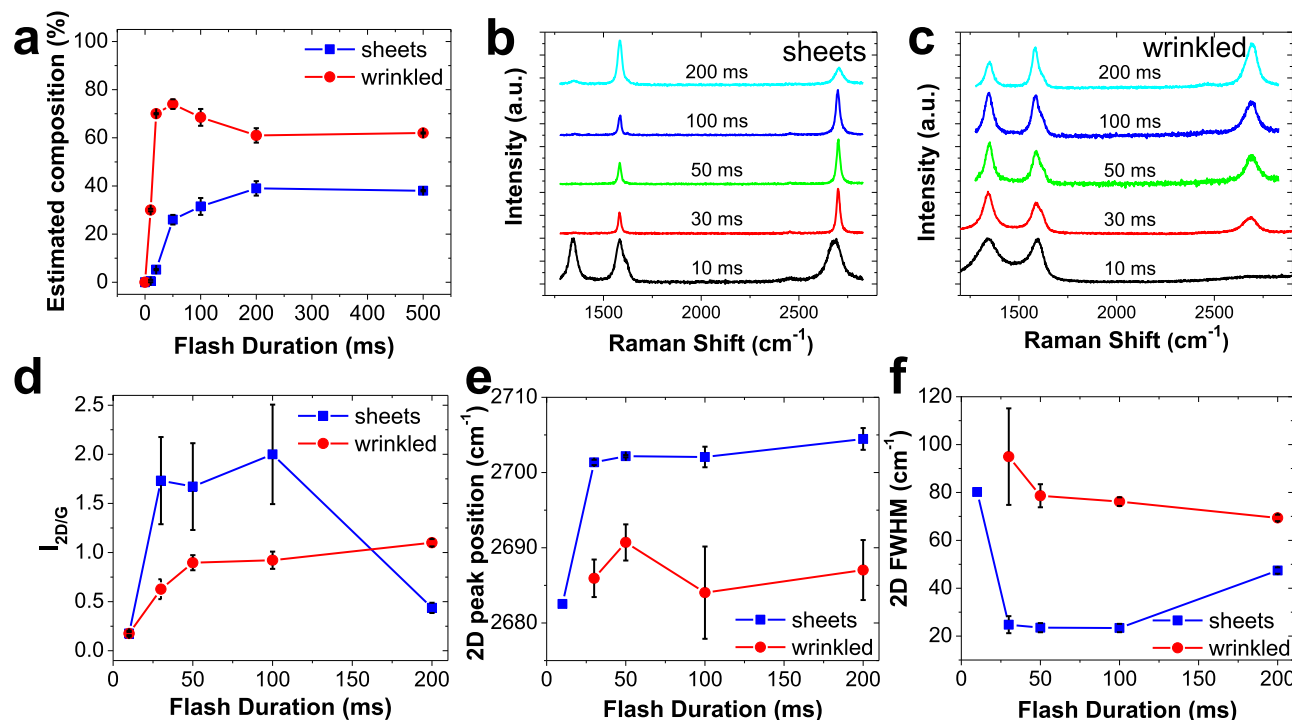 a
Estimated composition (%)
100
80
60
40
20
0
sheets
wrinkled
0 100 200 300 400 500
Flash Duration (ms)
b
Intensity (a.u.)
sheets
200 ms
100 ms
50 ms
30 ms
10 ms
1500 2000 2500
Raman Shift (cm⁻¹)
c
Intensity (a.u.)
wrinkled
200 ms
100 ms
50 ms
30 ms
10 ms
1500 2000 2500
Raman Shift (cm⁻¹)
d
I2D/G
2.5
2.0
1.5
1.0
0.5
0.0
sheets
wrinkled
0 50 100 150 200
Flash Duration (ms)
e
2D peak position (cm⁻¹)
2710
2700
2690
2680
sheets
wrinkled
0 50 100 150 200
Flash Duration (ms)
f
2D FWHM (cm⁻¹)
120
100
80
60
40
20
sheets
wrinkled
0 50 100 150 200
Flash Duration (ms)